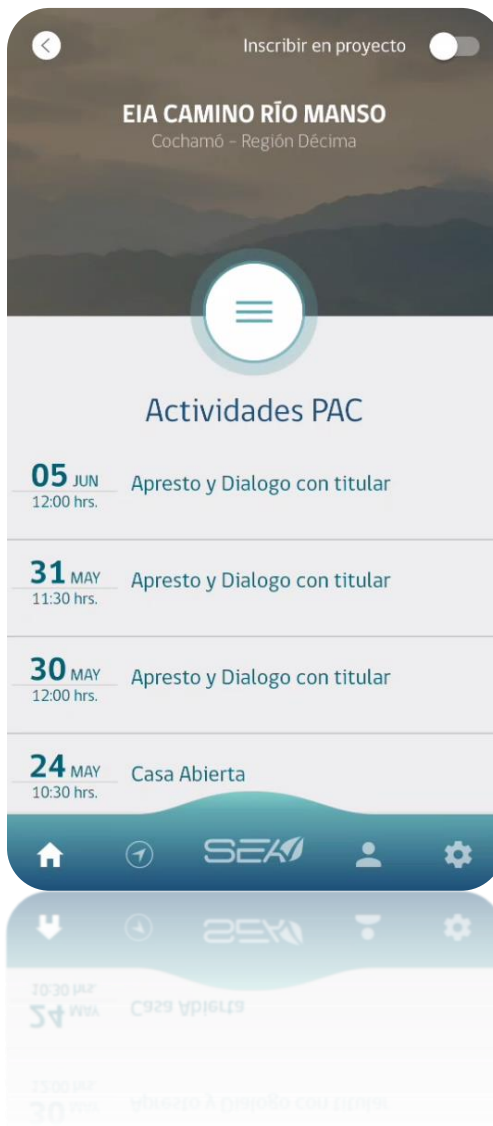 Inscribir en proyecto
EIA CAMINO RÍO MANSO
Cochamó - Región Décima
Actividades PAC
05 JUN
12:00 hrs.
Apresto y Dialogo con titular
31 MAY
11:30 hrs.
Apresto y Dialogo con titular
30 MAY
12:00 hrs.
Apresto y Dialogo con titular
24 MAY
10:30 hrs.
Casa Abierta
SEA